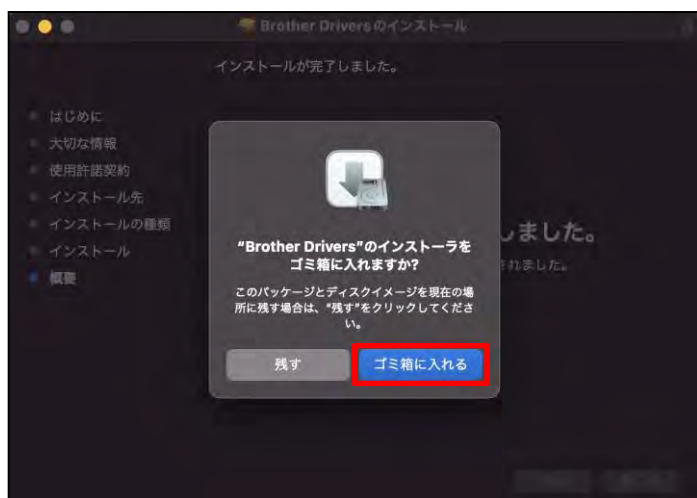 Brother Driversのインストール
インストールが完了しました。
はじめに
大切な情報
使用許諾契約
インストール先
インストールの種類
インストール
概要
しました。
されました。
“Brother Drivers”のインストーラを
ゴミ箱に入れますか?
このパッケージとディスクイメージを現在の場
所に残す場合は、“残す”をクリックしてくださ
い。
残す
ゴミ箱に入れる